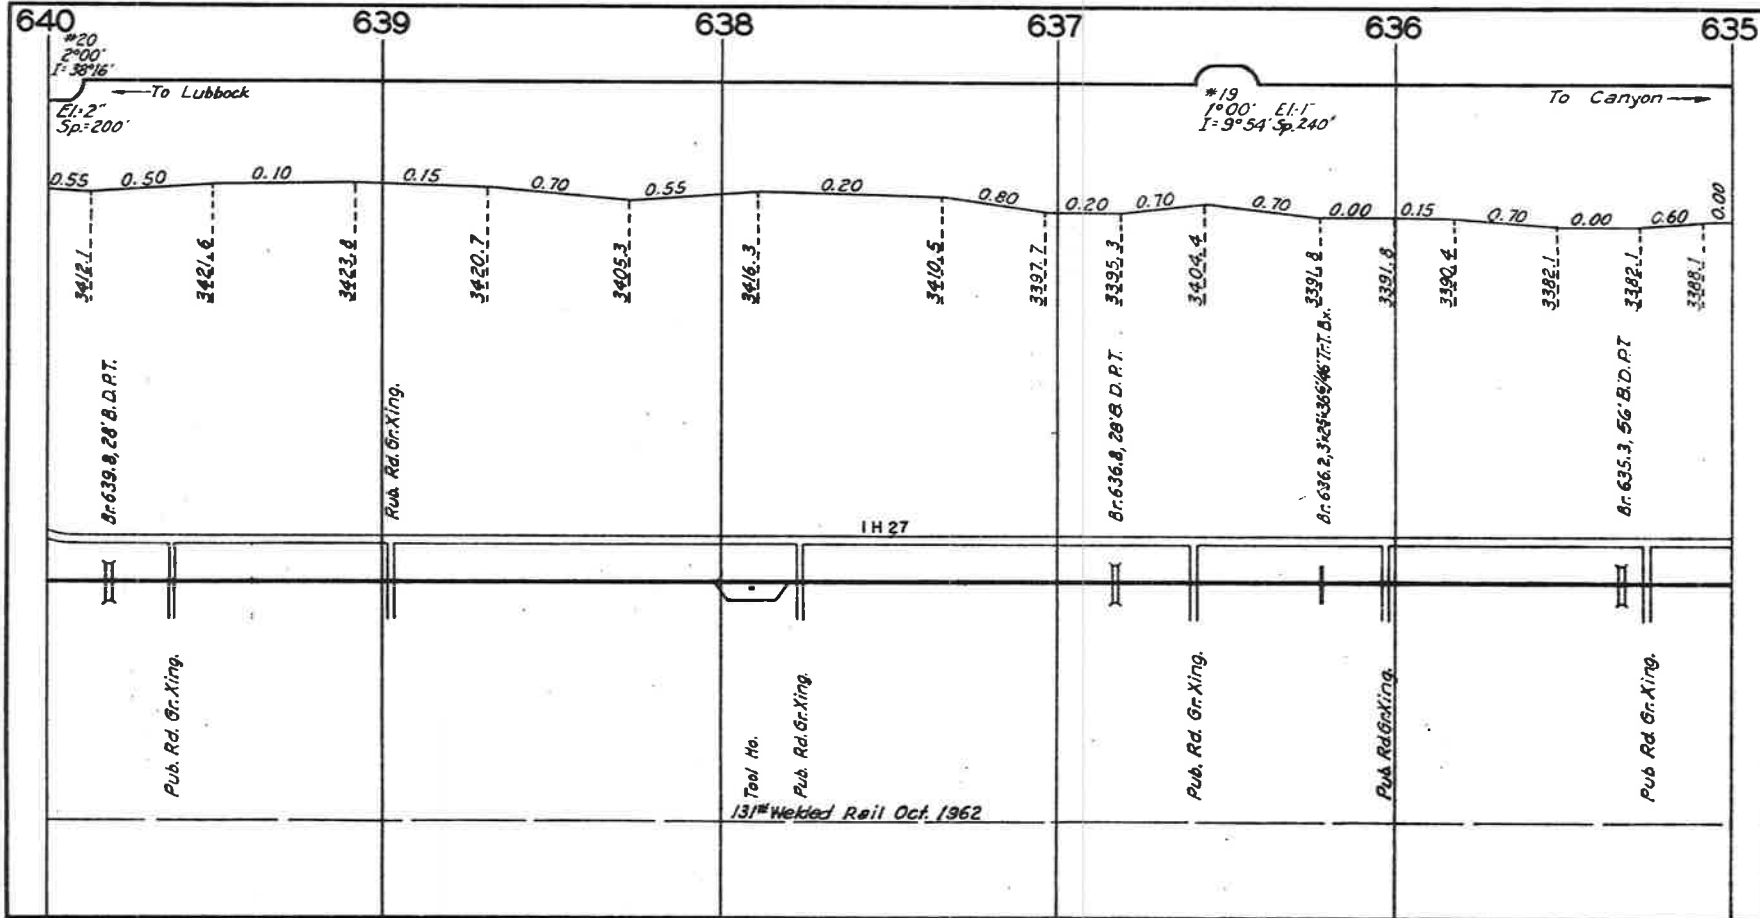 640
639
638
637
636
635
#20
2°00'
I=38°16'
El.=2"
Sp.=200'
To Lubbock
#19
1°00' El.=1"
I=9°54' Sp.240'
To Canyon
0.55 0.50 0.10 0.15 0.70 0.55 0.20 0.80 0.20 0.70 0.70 0.00 0.15 0.70 0.00 0.60 0.00
3412.1
3421.6
3423.8
3420.7
3405.3
3416.3
3410.5
3397.7
3395.3
3404.4
3391.8
3391.8
3390.4
3382.1
3382.1
3388.1
Br.639.8, 28' B.D.P.T.
Pub. Rd. Gr. Xing.
Br.636.8, 28' B.D.P.T.
Br.636.2, Tr.T.Bx.
Br.635.3, 56' B.D.P.T
IH 27
Pub. Rd. Gr. Xing.
Tool Ho.
Pub. Rd. Gr. Xing.
Pub. Rd. Gr. Xing.
Pub. Rd. Gr. Xing.
Pub Rd. Gr. Xing.
131# Welded Rail Oct. 1962